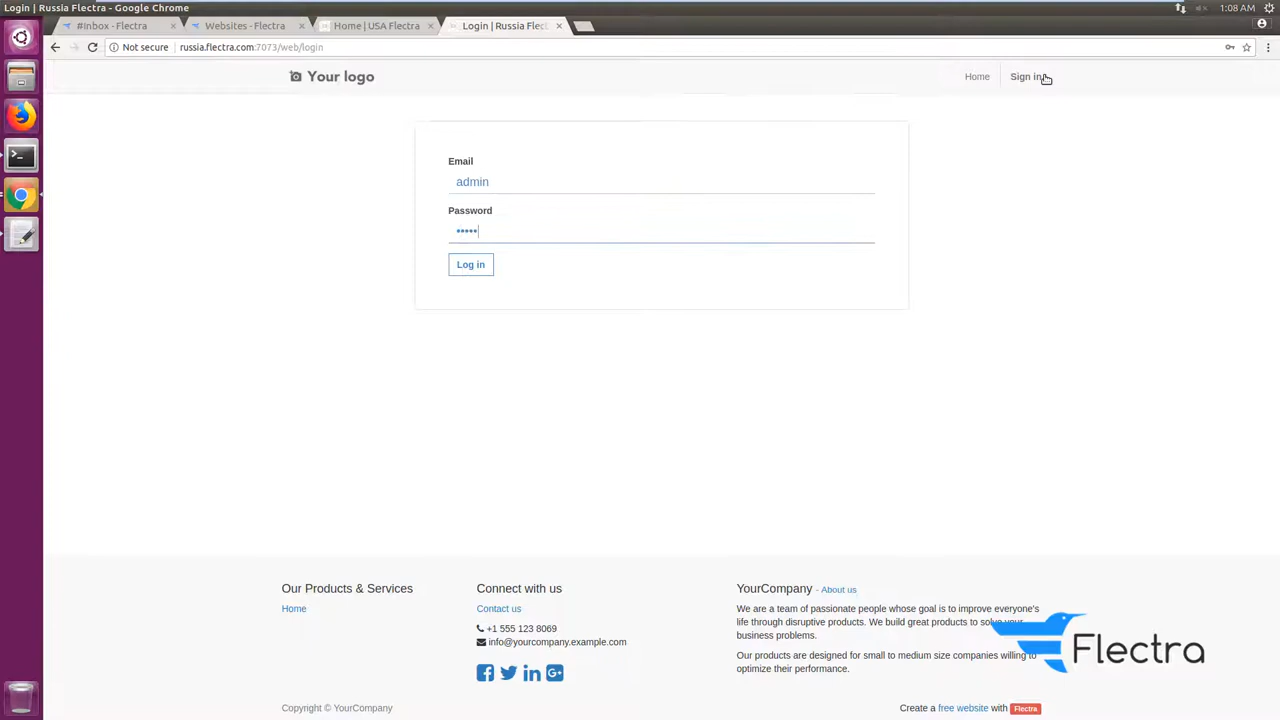 Login | Russia Flectra - Google Chrome
1:08 AM
#Inbox - Flectra
Websites - Flectra
Home | USA Flectra
Login | Russia Flec
Not secure
russia.flectra.com:7073/web/login
Your logo
Home
Sign in
Email
admin
Password
•••••
Log in
Our Products & Services
Home
Connect with us
Contact us
+1 555 123 8069
info@yourcompany.example.com
YourCompany - About us
We are a team of passionate people whose goal is to improve everyone's
life through disruptive products. We build great products to solve your
business problems.
Our products are designed for small to medium size companies willing to
optimize their performance.
Flectra
Copyright © YourCompany
Create a free website with Flectra